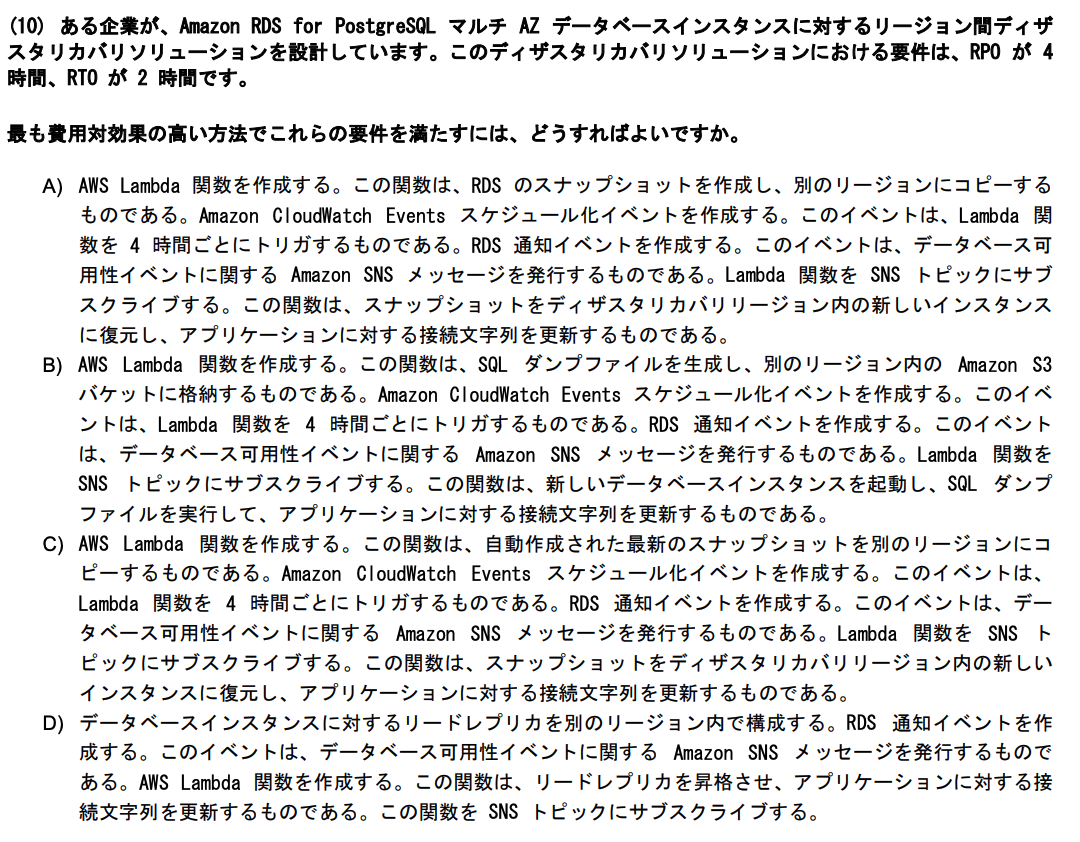 (10) ある企業が、Amazon RDS for PostgreSQL マルチ AZ データベースインスタンスに対するリージョン間ディザ
スタリカバリソリューションを設計しています。このディザスタリカバリソリューションにおける要件は、RPO が 4
時間、RTO が 2 時間です。
最も費用対効果の高い方法でこれらの要件を満たすには、どうすればよいですか。
A) AWS Lambda 関数を作成する。この関数は、RDS のスナップショットを作成し、別のリージョンにコピーする
ものである。Amazon CloudWatch Events スケジュール化イベントを作成する。このイベントは、Lambda 関
数を 4 時間ごとにトリガするものである。RDS 通知イベントを作成する。このイベントは、データベース可
用性イベントに関する Amazon SNS メッセージを発行するものである。Lambda 関数を SNS トピックにサブ
スクライブする。この関数は、スナップショットをディザスタリカバリリージョン内の新しいインスタンス
に復元し、アプリケーションに対する接続文字列を更新するものである。
B) AWS Lambda 関数を作成する。この関数は、SQL ダンプファイルを生成し、別のリージョン内の Amazon S3
バケットに格納するものである。Amazon CloudWatch Events スケジュール化イベントを作成する。このイベ
ントは、Lambda 関数を 4 時間ごとにトリガするものである。RDS 通知イベントを作成する。このイベント
は、データベース可用性イベントに関する Amazon SNS メッセージを発行するものである。Lambda 関数を
SNS トピックにサブスクライブする。この関数は、新しいデータベースインスタンスを起動し、SQL ダンプ
ファイルを実行して、アプリケーションに対する接続文字列を更新するものである。
C) AWS Lambda 関数を作成する。この関数は、自動作成された最新のスナップショットを別のリージョンにコ
ピーするものである。Amazon CloudWatch Events スケジュール化イベントを作成する。このイベントは、
Lambda 関数を 4 時間ごとにトリガするものである。RDS 通知イベントを作成する。このイベントは、デー
タベース可用性イベントに関する Amazon SNS メッセージを発行するものである。Lambda 関数を SNS ト
ピックにサブスクライブする。この関数は、スナップショットをディザスタリカバリリージョン内の新しい
インスタンスに復元し、アプリケーションに対する接続文字列を更新するものである。
D) データベースインスタンスに対するリードレプリカを別のリージョン内で構成する。RDS 通知イベントを作
成する。このイベントは、データベース可用性イベントに関する Amazon SNS メッセージを発行するもので
ある。AWS Lambda 関数を作成する。この関数は、リードレプリカを昇格させ、アプリケーションに対する接
続文字列を更新するものである。この関数を SNS トピックにサブスクライブする。